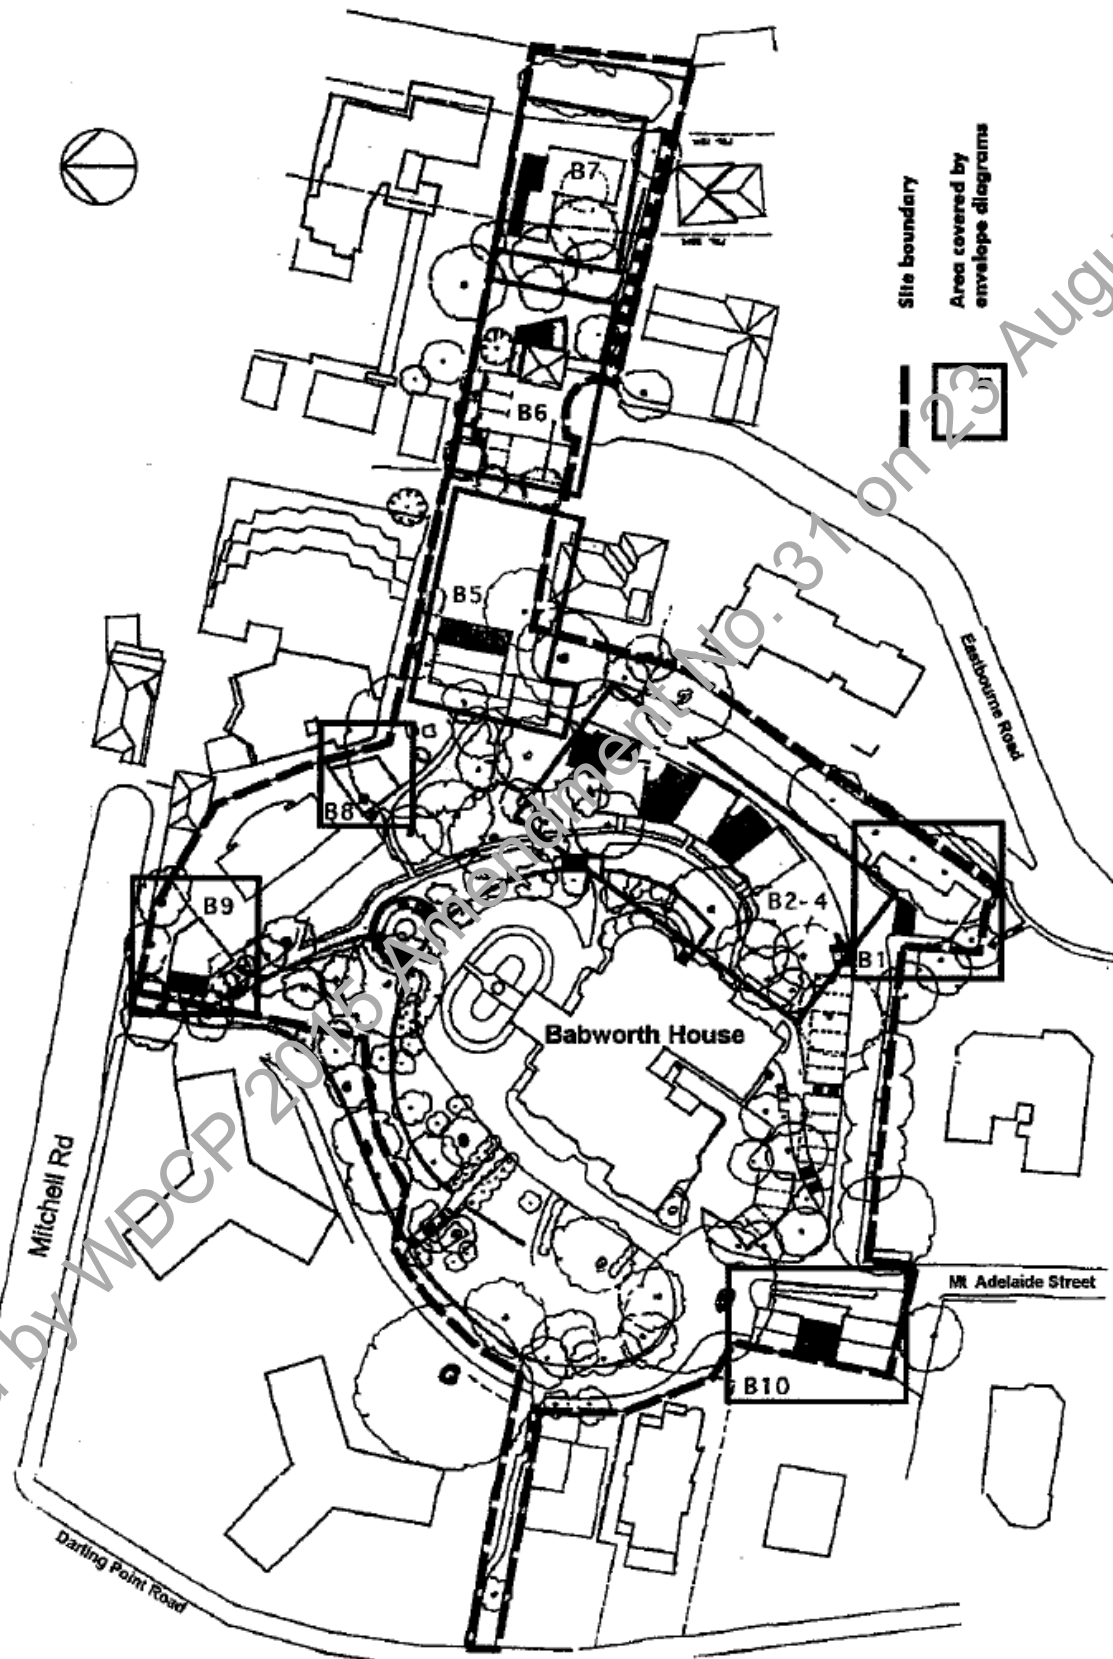 B7
Site boundary
Area covered by
envelope diagrams
B6
B5
Eastbourne Road
B8
B9
B2-4
B1
Babworth House
Mitchell Rd
Mt Adelaide Street
B10
Darling Point Road
by WDCP 2015 Amendment No. 31 on 23 Augu